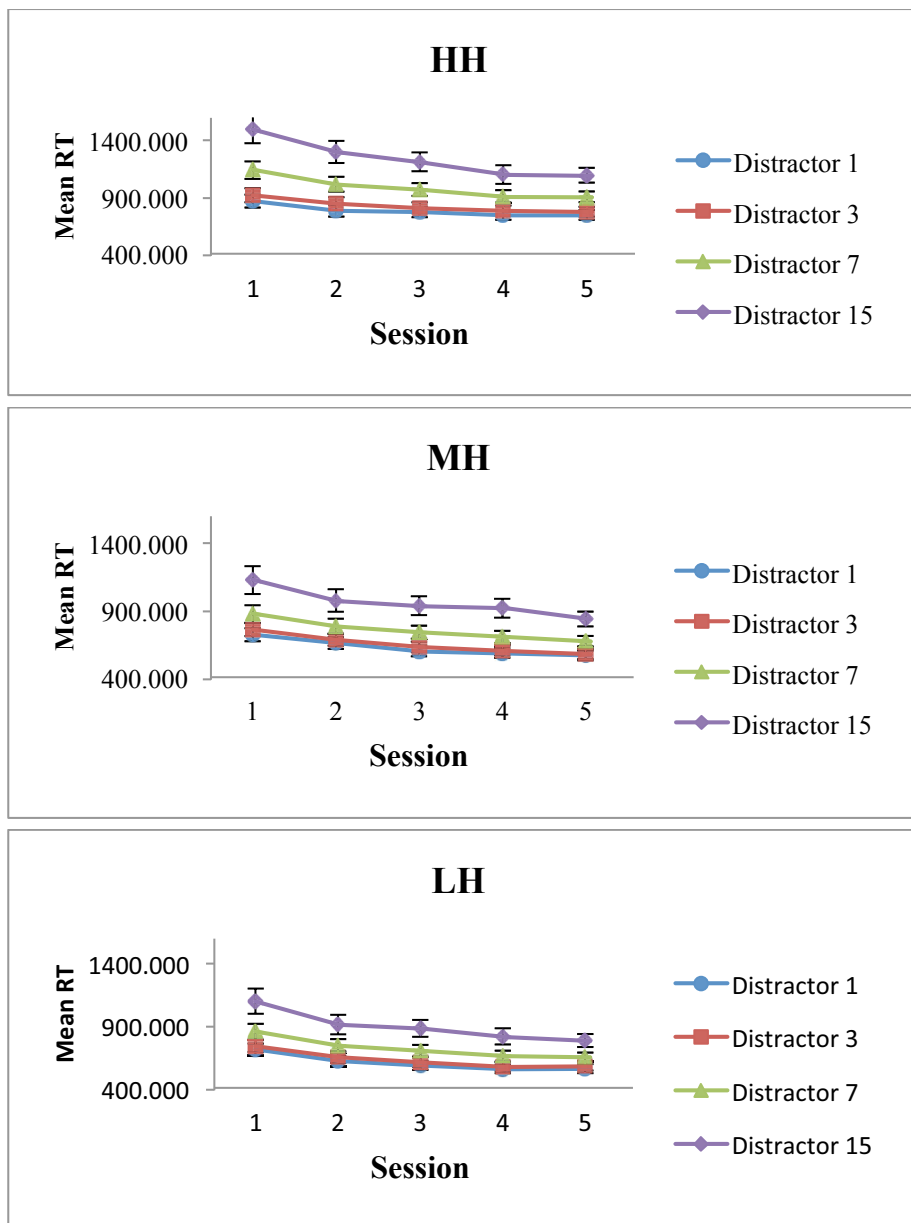 HH
Mean RT
1400.000
900.000
400.000
1 2 3 4 5
Session
Distractor 1
Distractor 3
Distractor 7
Distractor 15
MH
Mean RT
1400.000
900.000
400.000
1 2 3 4 5
Session
Distractor 1
Distractor 3
Distractor 7
Distractor 15
LH
Mean RT
1400.000
900.000
400.000
1 2 3 4 5
Session
Distractor 1
Distractor 3
Distractor 7
Distractor 15